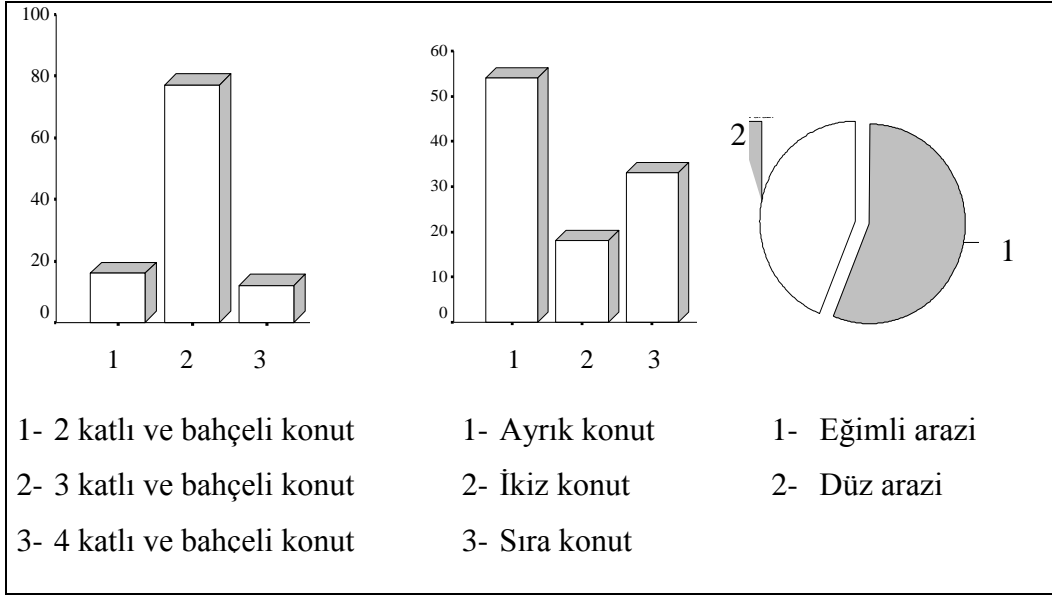 100
80
60
40
20
0
1 2 3
60
50
40
30
20
10
0
1 2 3
2
1
1- 2 katlı ve bahçeli konut
2- 3 katlı ve bahçeli konut
3- 4 katlı ve bahçeli konut
1- Ayrık konut
2- İkiz konut
3- Sıra konut
1- Eğimli arazi
2- Düz arazi